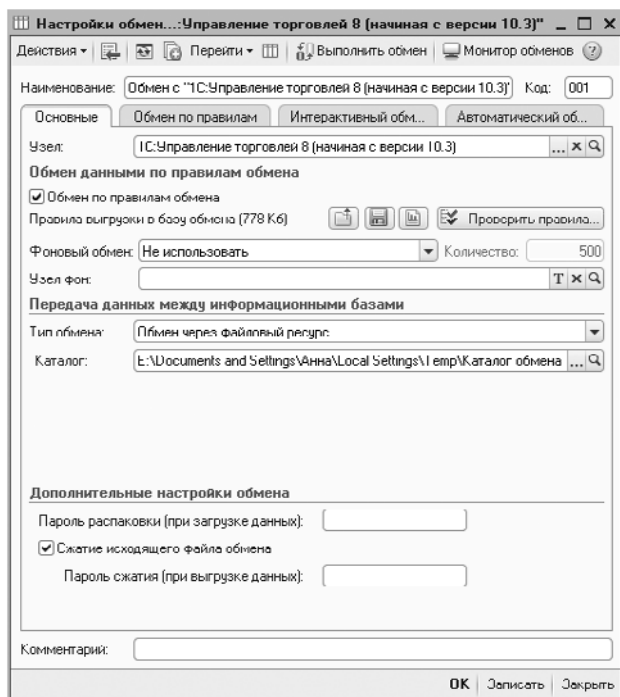 Настройки обмен...:Управление торговлей 8 (начиная с версии 10.3)"
Действия Перейти Выполнить обмен Монитор обменов ?
Наименование: Обмен с "1С:Управление торговлей 8 (начиная с версии 10.3)" Код: 001
Основные Обмен по правилам Интерактивный обм... Автоматический об...
Узел: 1С:Управление торговлей 8 (начиная с версии 10.3) ... x
Обмен данными по правилам обмена
Обмен по правилам обмена
Правила выгрузки в базу обмена (778 Кб) Проверить правила...
Фоновый обмен: Не использовать Количество: 500
Узел фон: T x
Передача данных между информационными базами
Тип обмена: Обмен через файловый ресурс
Каталог: E:\Documents and Settings\Анна\Local Settings\Temp\Каталог обмена ...
Дополнительные настройки обмена
Пароль распаковки (при загрузке данных):
Сжатие исходящего файла обмена
Пароль сжатия (при выгрузке данных):
Комментарий:
OK Записать Закрыть